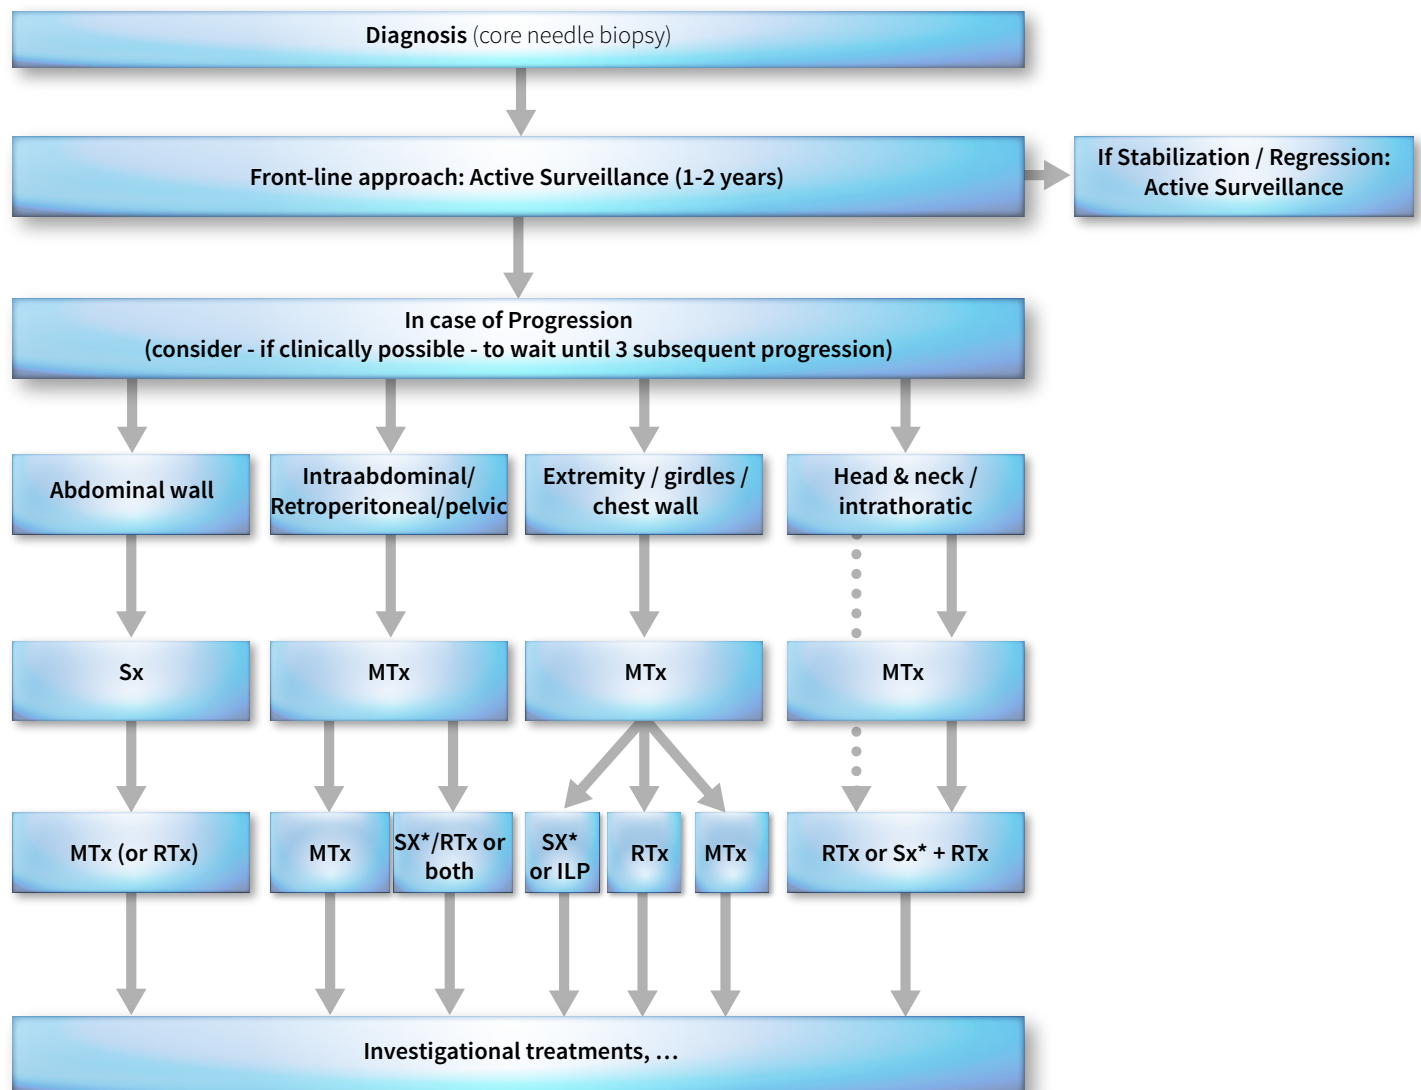 Diagnosis (core needle biopsy)
Front-line approach: Active Surveillance (1-2 years)
If Stabilization / Regression:
Active Surveillance
In case of Progression
(consider - if clinically possible - to wait until 3 subsequent progression)
Abdominal wall
Intraabdominal/
Retroperitoneal/pelvic
Extremity / girdles /
chest wall
Head & neck /
intrathoratic
Sx
MTx
MTx
MTx
MTx (or RTx)
MTx
SX*/RTx or
both
SX*
or ILP
RTx
MTx
RTx or Sx* + RTx
Investigational treatments, …